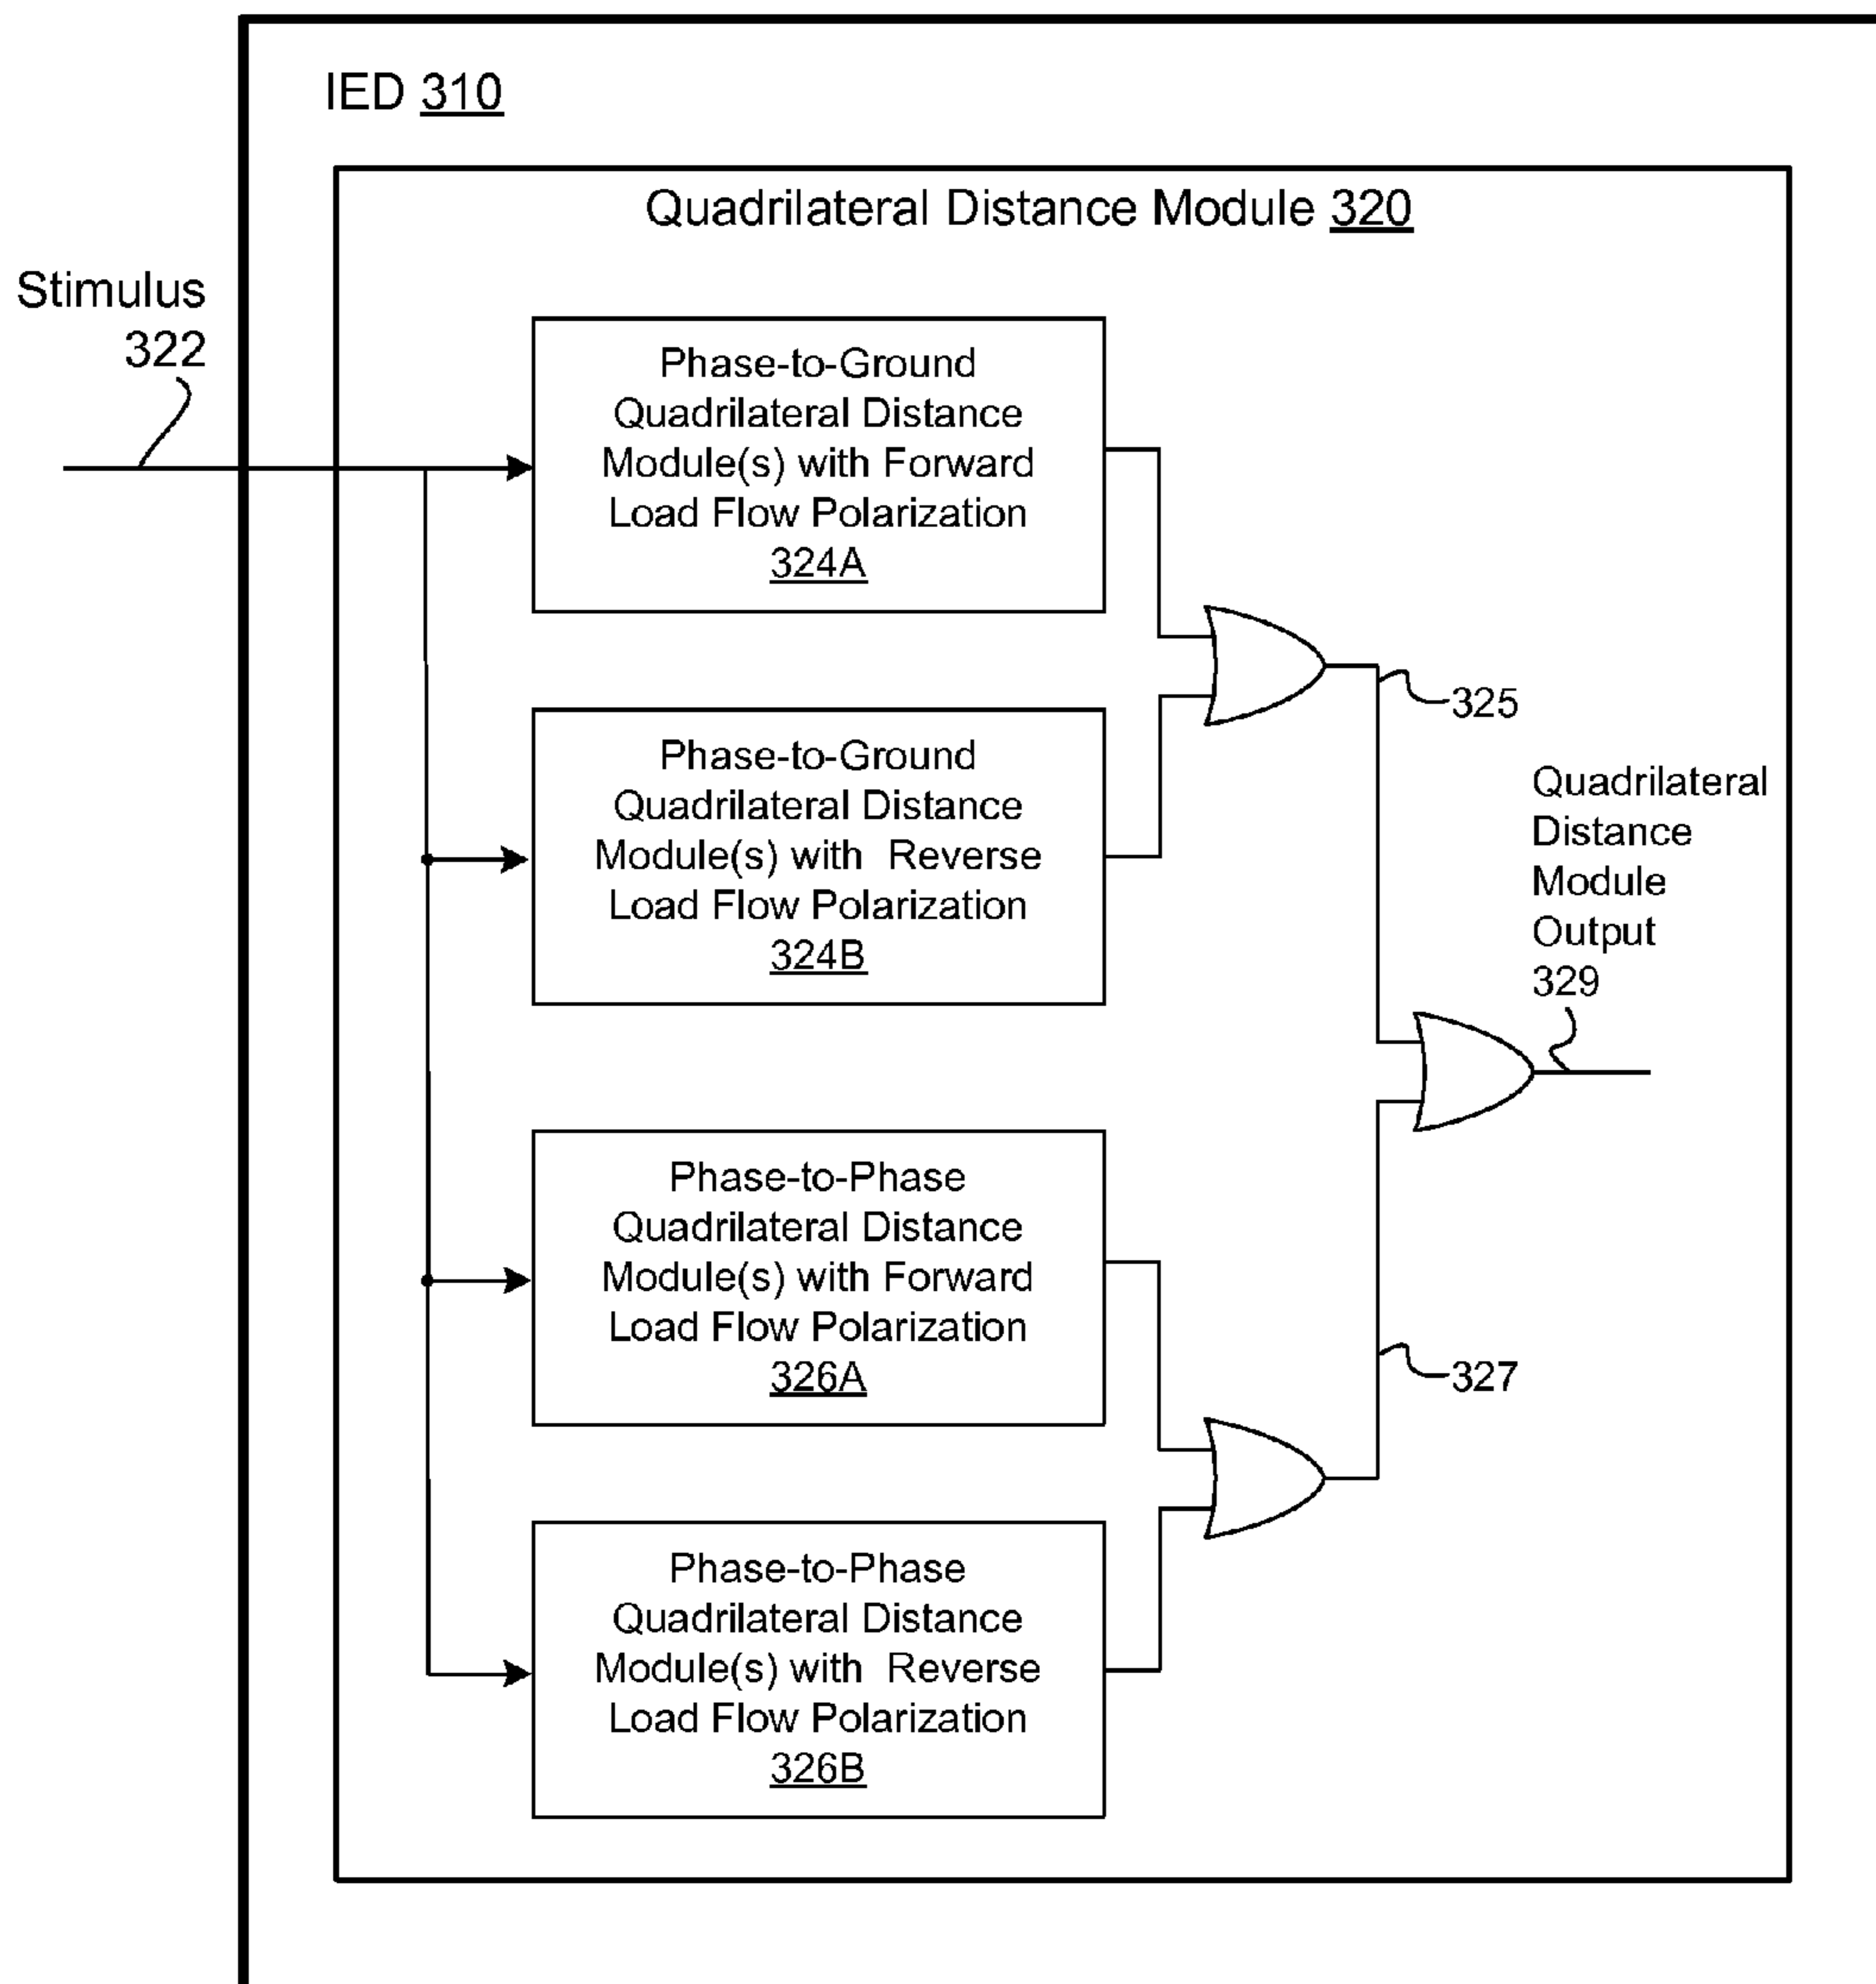 IED 310
Quadrilateral Distance Module 320
Stimulus
322
Phase-to-Ground
Quadrilateral Distance
Module(s) with Forward
Load Flow Polarization
324A
325
Phase-to-Ground
Quadrilateral Distance
Module(s) with Reverse
Load Flow Polarization
324B
Quadrilateral
Distance
Module
Output
329
Phase-to-Phase
Quadrilateral Distance
Module(s) with Forward
Load Flow Polarization
326A
327
Phase-to-Phase
Quadrilateral Distance
Module(s) with Reverse
Load Flow Polarization
326B